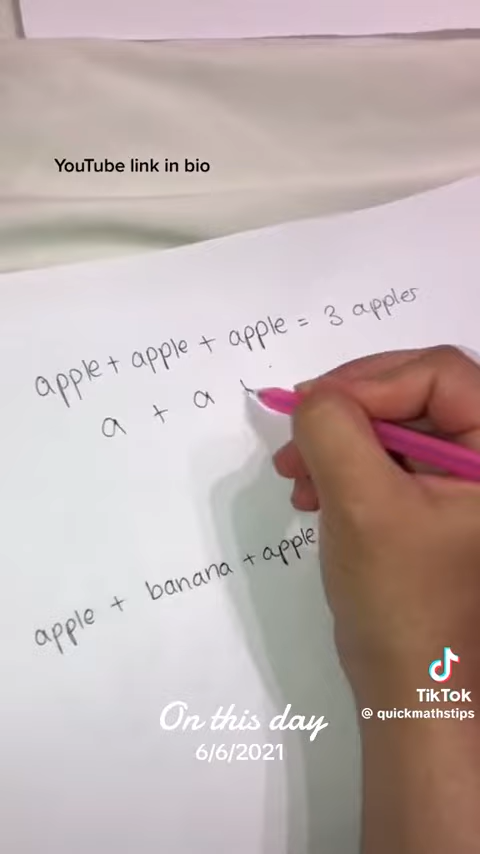 YouTube link in bio
apple + apple + apple = 3 apples
a + a
apple + banana + apple
On this day
6/6/2021
TikTok
@ quickmathstips